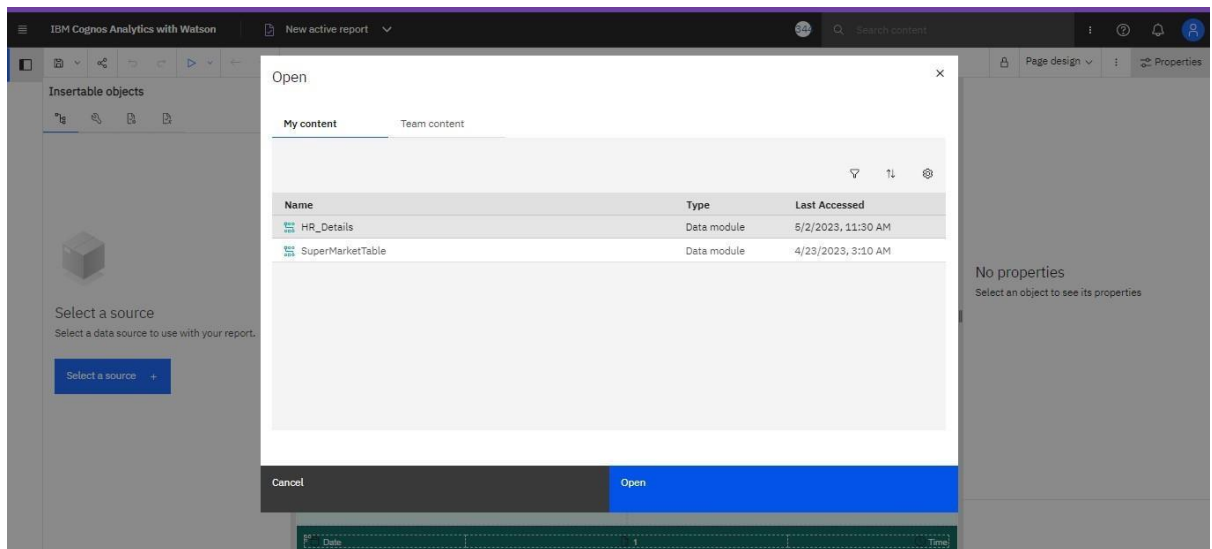 IBM Cognos Analytics with Watson
New active report
Search content
Page design
Properties
Insertable objects
Select a source
Select a data source to use with your report.
Select a source +
Open
My content
Team content
Name
Type
Last Accessed
HR_Details
Data module
5/2/2023, 11:30 AM
SuperMarketTable
Data module
4/23/2023, 3:10 AM
Cancel
Open
No properties
Select an object to see its properties
Date
1
Time